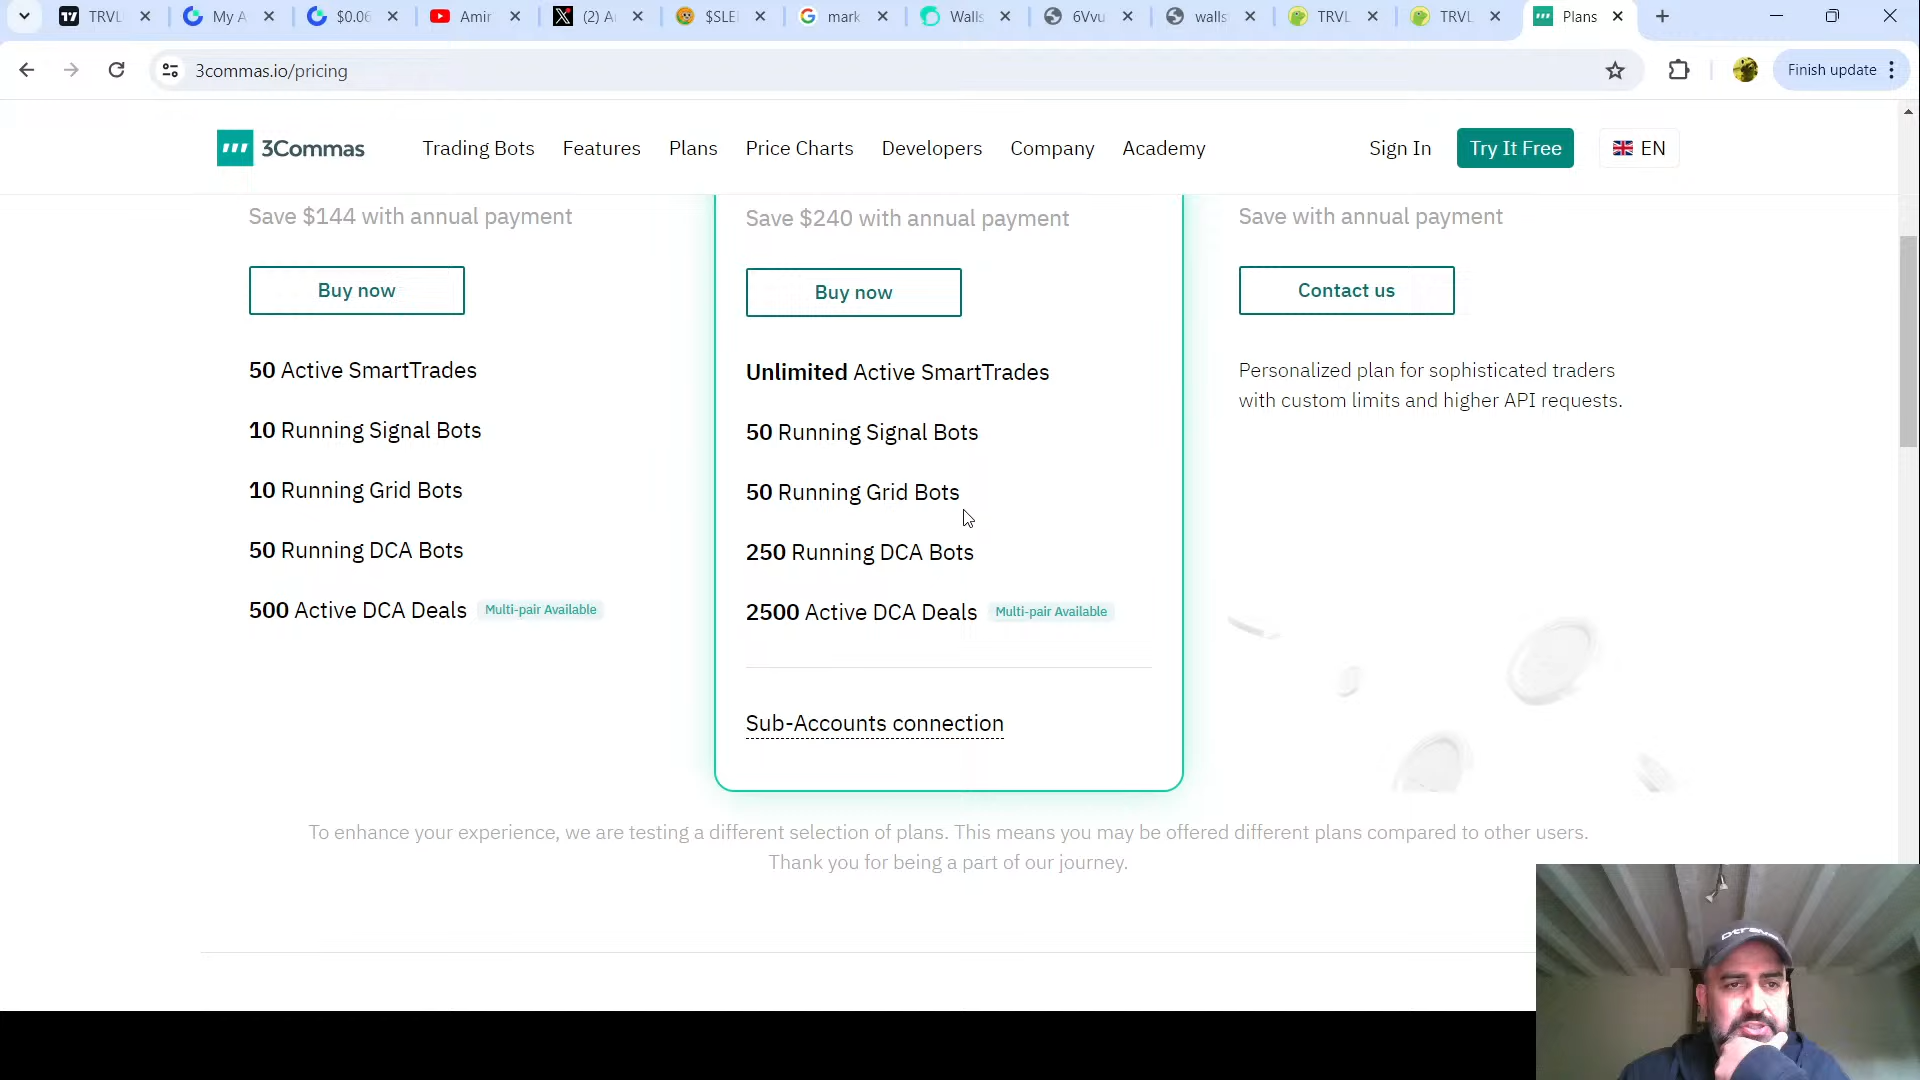 TRVL
My A
$0.06
Amir
(2) A
$SLE
mark
Walls
6Vvu
walls
TRVL
TRVL
Plans
3commas.io/pricing
Finish update
3Commas
Trading Bots
Features
Plans
Price Charts
Developers
Company
Academy
Sign In
Try It Free
EN
Save $144 with annual payment
Buy now
50 Active SmartTrades
10 Running Signal Bots
10 Running Grid Bots
50 Running DCA Bots
500 Active DCA Deals Multi-pair Available
Save $240 with annual payment
Buy now
Unlimited Active SmartTrades
50 Running Signal Bots
50 Running Grid Bots
250 Running DCA Bots
2500 Active DCA Deals Multi-pair Available
Sub-Accounts connection
Save with annual payment
Contact us
Personalized plan for sophisticated traders
with custom limits and higher API requests.
To enhance your experience, we are testing a different selection of plans. This means you may be offered different plans compared to other users.
Thank you for being a part of our journey.